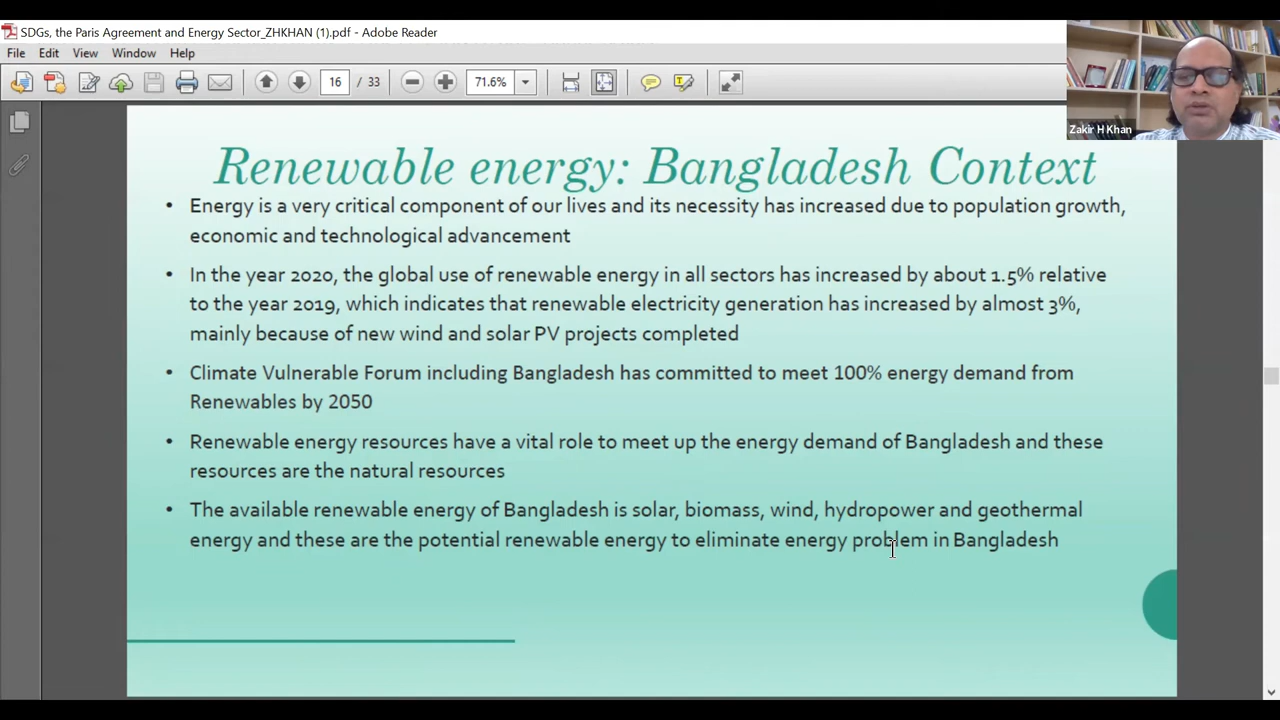 SDGs, the Paris Agreement and Energy Sector_ZHKHAN (1).pdf - Adobe Reader
File Edit View Window Help
16 / 33 71.6%
Zakir H Khan
Renewable energy: Bangladesh Context
• Energy is a very critical component of our lives and its necessity has increased due to population growth,
economic and technological advancement
• In the year 2020, the global use of renewable energy in all sectors has increased by about 1.5% relative
to the year 2019, which indicates that renewable electricity generation has increased by almost 3%,
mainly because of new wind and solar PV projects completed
• Climate Vulnerable Forum including Bangladesh has committed to meet 100% energy demand from
Renewables by 2050
• Renewable energy resources have a vital role to meet up the energy demand of Bangladesh and these
resources are the natural resources
• The available renewable energy of Bangladesh is solar, biomass, wind, hydropower and geothermal
energy and these are the potential renewable energy to eliminate energy problem in Bangladesh